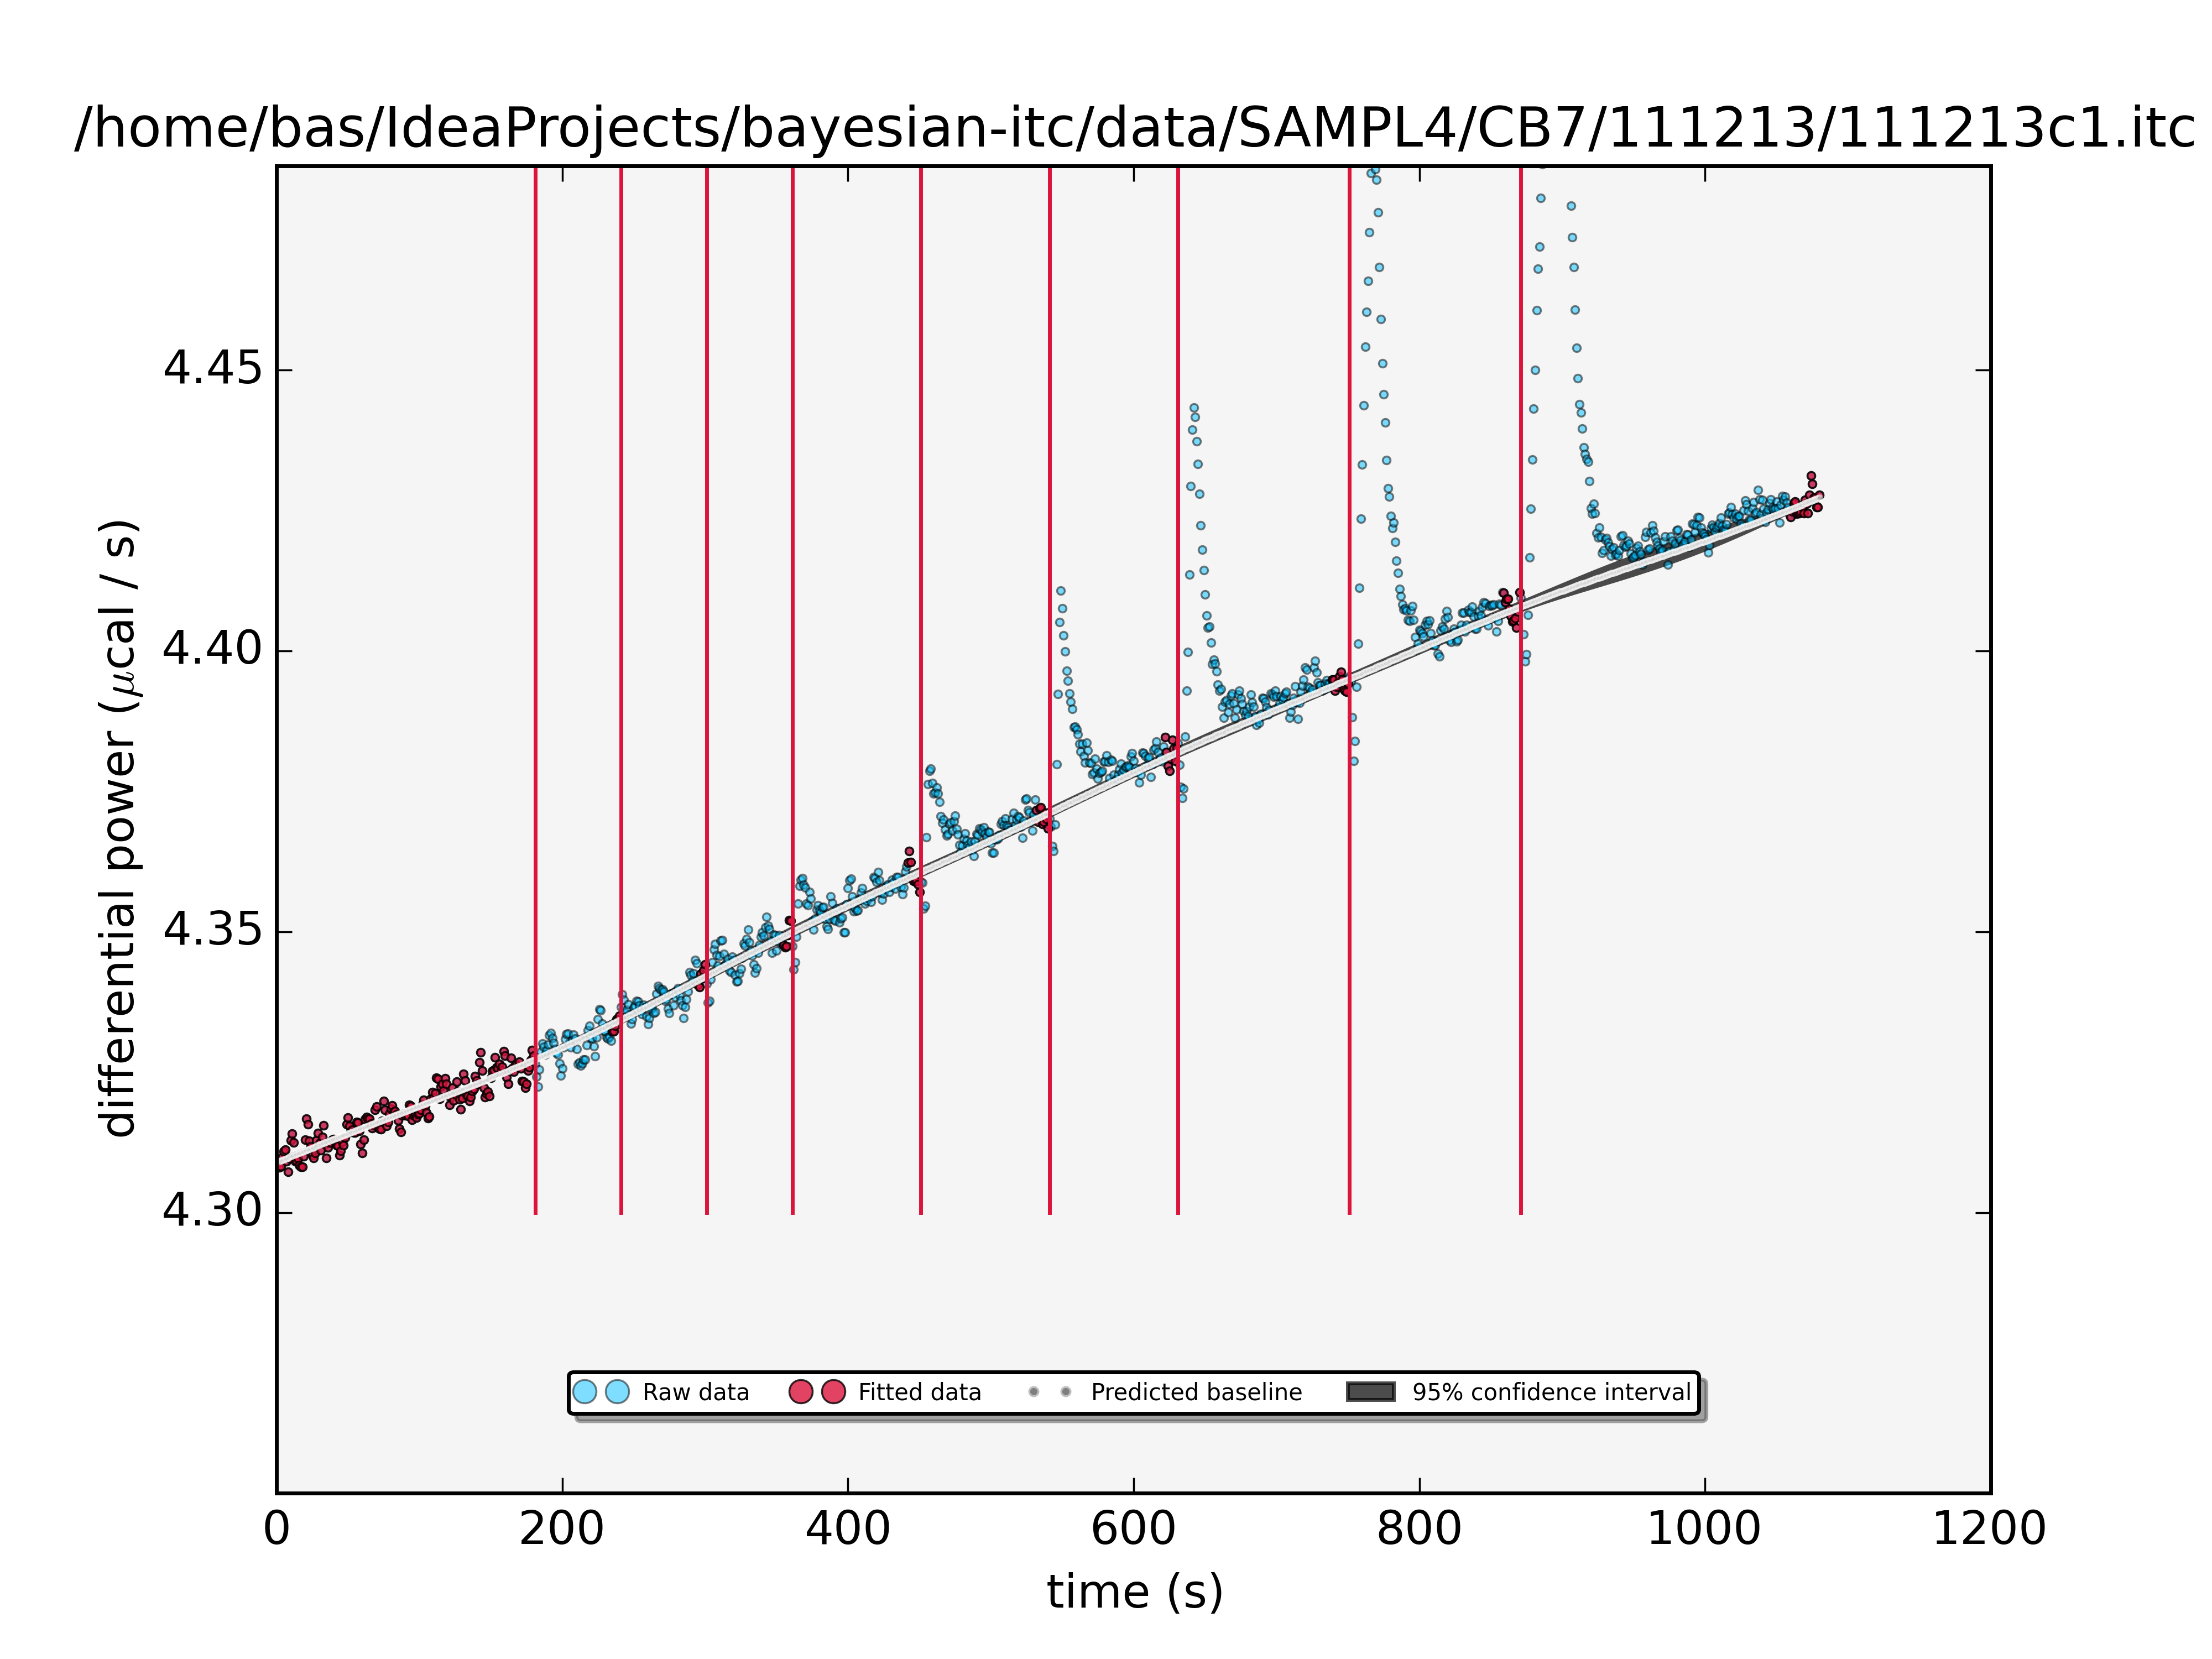 /home/bas/IdeaProjects/bayesian-itc/data/SAMPL4/CB7/111213/111213c1.itc
differential power (μcal / s)
4.45
4.40
4.35
4.30
Raw data Fitted data Predicted baseline 95% confidence interval
0 200 400 600 800 1000 1200
time (s)